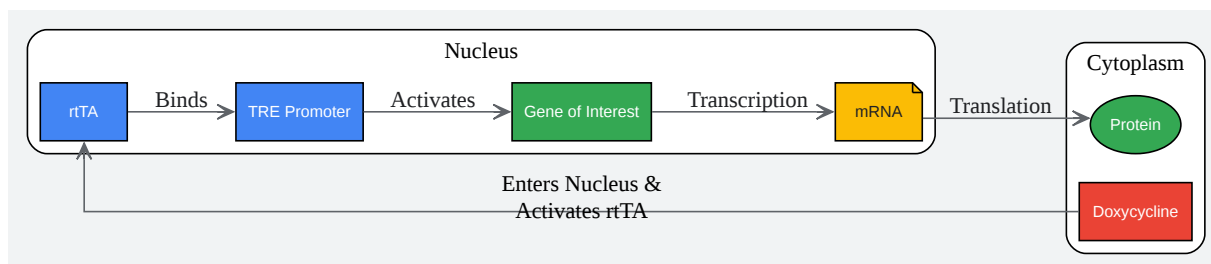 Nucleus
Cytoplasm
rtTA
Binds
TRE Promoter
Activates
Gene of Interest
Transcription
mRNA
Translation
Protein
Enters Nucleus &
Activates rtTA
Doxycycline